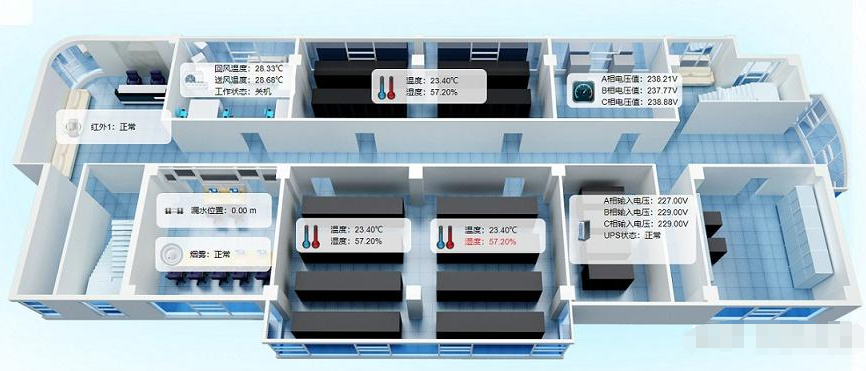 回风温度：28.33℃
送风温度：28.68℃
工作状态：关机
温度：23.40℃
湿度：57.20%
A相电压值：238.21V
B相电压值：237.77V
C相电压值：238.88V
红外1：正常
漏水位置：0.00 m
烟雾：正常
温度：23.40℃
湿度：57.20%
温度：23.40℃
湿度：57.20%
A相输入电压：227.00V
B相输入电压：229.00V
C相输入电压：229.00V
UPS状态：正常